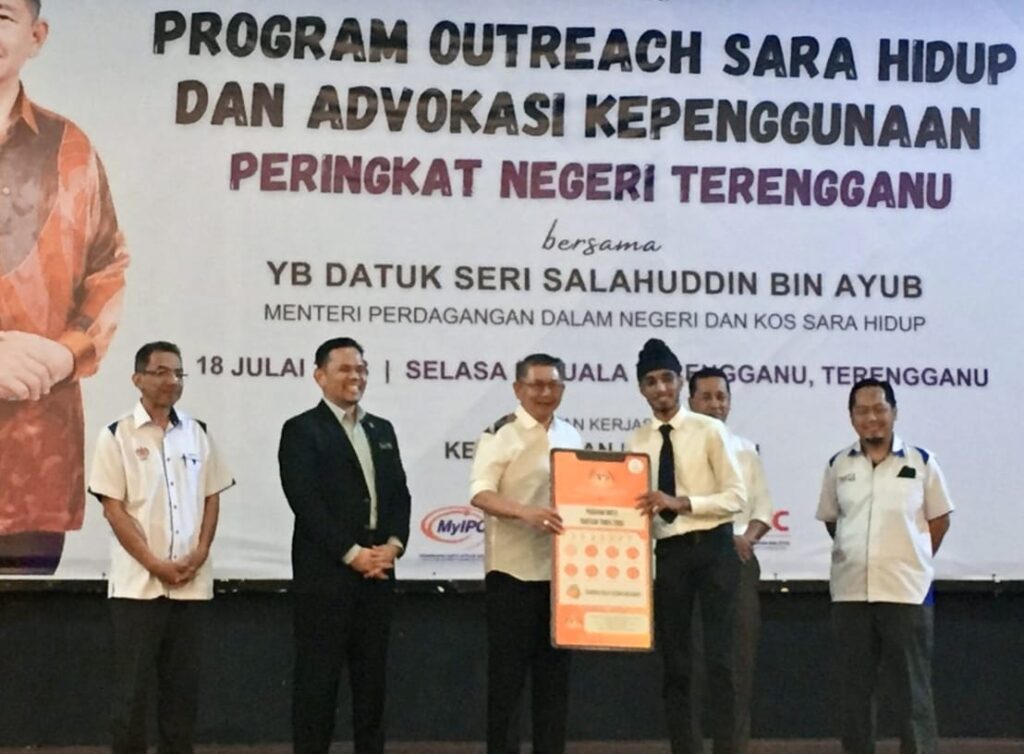 PROGRAM OUTREACH SARA HIDUP
DAN ADVOKASI KEPENGGUNAAN
PERINGKAT NEGERI TERENGGANU
bersama
YB DATUK SERI SALAHUDDIN BIN AYUB
MENTERI PERDAGANGAN DALAM NEGERI DAN KOS SARA HIDUP
18 JULAI | SELASA TERENGGANU
MyIPO